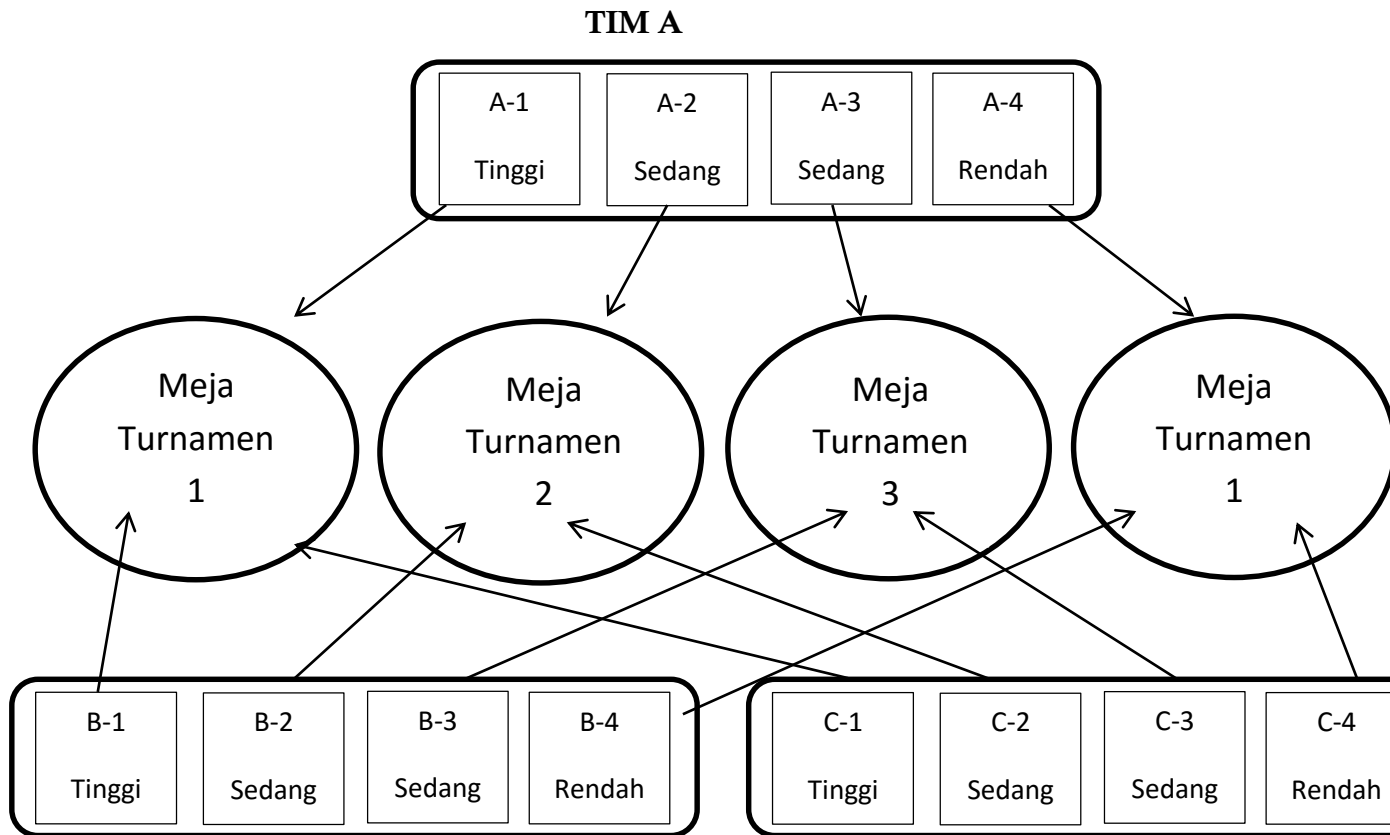 TIM A
A-1
Tinggi
A-2
Sedang
A-3
Sedang
A-4
Rendah
Meja
Turnamen
1
Meja
Turnamen
2
Meja
Turnamen
3
Meja
Turnamen
1
B-1
Tinggi
B-2
Sedang
B-3
Sedang
B-4
Rendah
C-1
Tinggi
C-2
Sedang
C-3
Sedang
C-4
Rendah